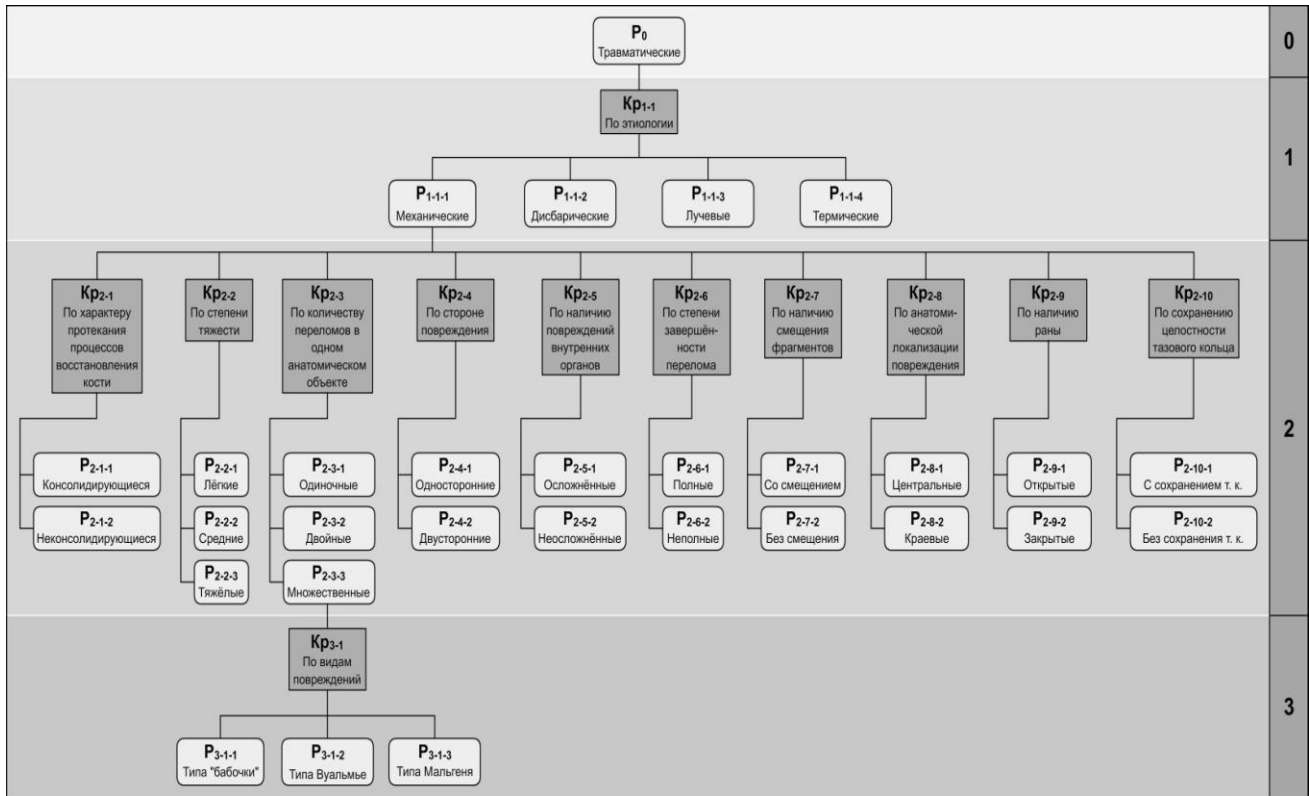 P0
Травматические
0
Кр1-1
По этиологии
1
P1-1-1
Механические
P1-1-2
Дисбарические
P1-1-3
Лучевые
P1-1-4
Термические
Кр2-1
По характеру
протекания
процессов
восстановления
кости
Кр2-2
По степени
тяжести
Кр2-3
По количеству
переломов в
одном
анатомическом
объекте
Кр2-4
По стороне
повреждения
Кр2-5
По наличию
повреждений
внутренних
органов
Кр2-6
По степени
завершён-
ности
перелома
Кр2-7
По наличию
смещения
фрагментов
Кр2-8
По анатоми-
ческой
локализации
повреждения
Кр2-9
По наличию
раны
Кр2-10
По сохранению
целостности
тазового кольца
2
P2-1-1
Консолидирующиеся
P2-1-2
Неконсолидирующиеся
P2-2-1
Лёгкие
P2-2-2
Средние
P2-2-3
Тяжёлые
P2-3-1
Одиночные
P2-3-2
Двойные
P2-3-3
Множественные
P2-4-1
Односторонние
P2-4-2
Двусторонние
P2-5-1
Осложнённые
P2-5-2
Неосложнённые
P2-6-1
Полные
P2-6-2
Неполные
P2-7-1
Со смещением
P2-7-2
Без смещения
P2-8-1
Центральные
P2-8-2
Краевые
P2-9-1
Открытые
P2-9-2
Закрытые
P2-10-1
С сохранением т. к.
P2-10-2
Без сохранения т. к.
Кр3-1
По видам
повреждений
3
P3-1-1
Типа "бабочки"
P3-1-2
Типа Вуальмье
P3-1-3
Типа Мальгеня